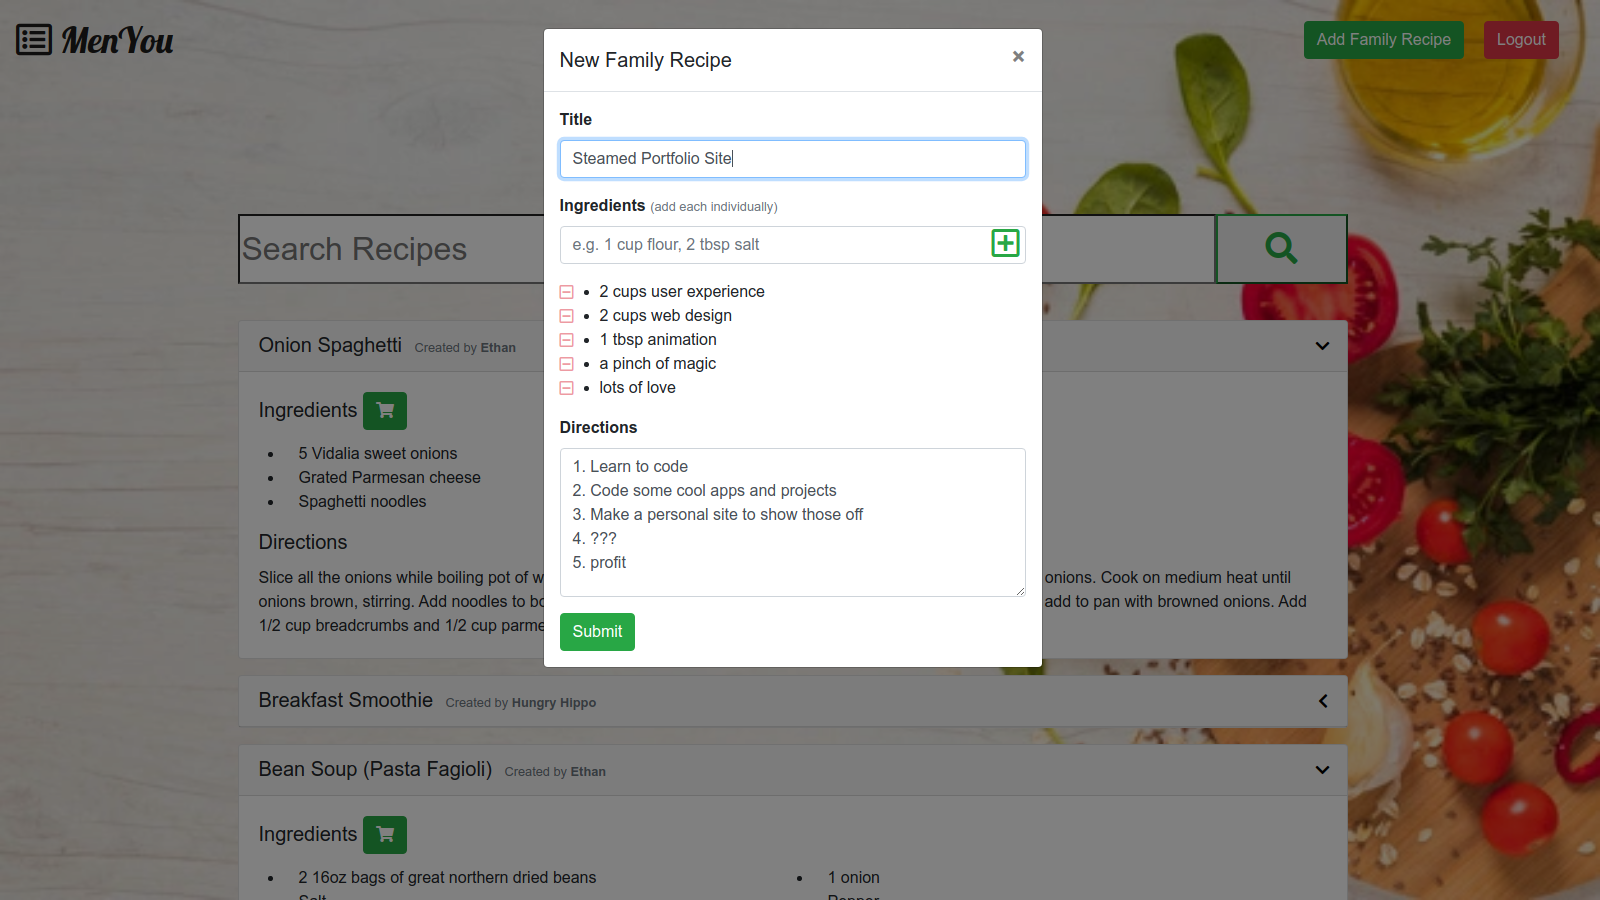 MenYou
Add Family Recipe
Logout
New Family Recipe
×
Title
Steamed Portfolio Site
Ingredients (add each individually)
e.g. 1 cup flour, 2 tbsp salt
2 cups user experience
2 cups web design
1 tbsp animation
a pinch of magic
lots of love
Directions
1. Learn to code
2. Code some cool apps and projects
3. Make a personal site to show those off
4. ???
5. profit
Submit
Search Recipes
Onion Spaghetti Created by Ethan
Ingredients
5 Vidalia sweet onions
Grated Parmesan cheese
Spaghetti noodles
Directions
Slice all the onions while boiling pot of w onions. Cook on medium heat until
onions brown, stirring. Add noodles to bo add to pan with browned onions. Add
1/2 cup breadcrumbs and 1/2 cup parme
Breakfast Smoothie Created by Hungry Hippo
Bean Soup (Pasta Fagioli) Created by Ethan
Ingredients
2 16oz bags of great northern dried beans
1 onion
Salt
Pepper